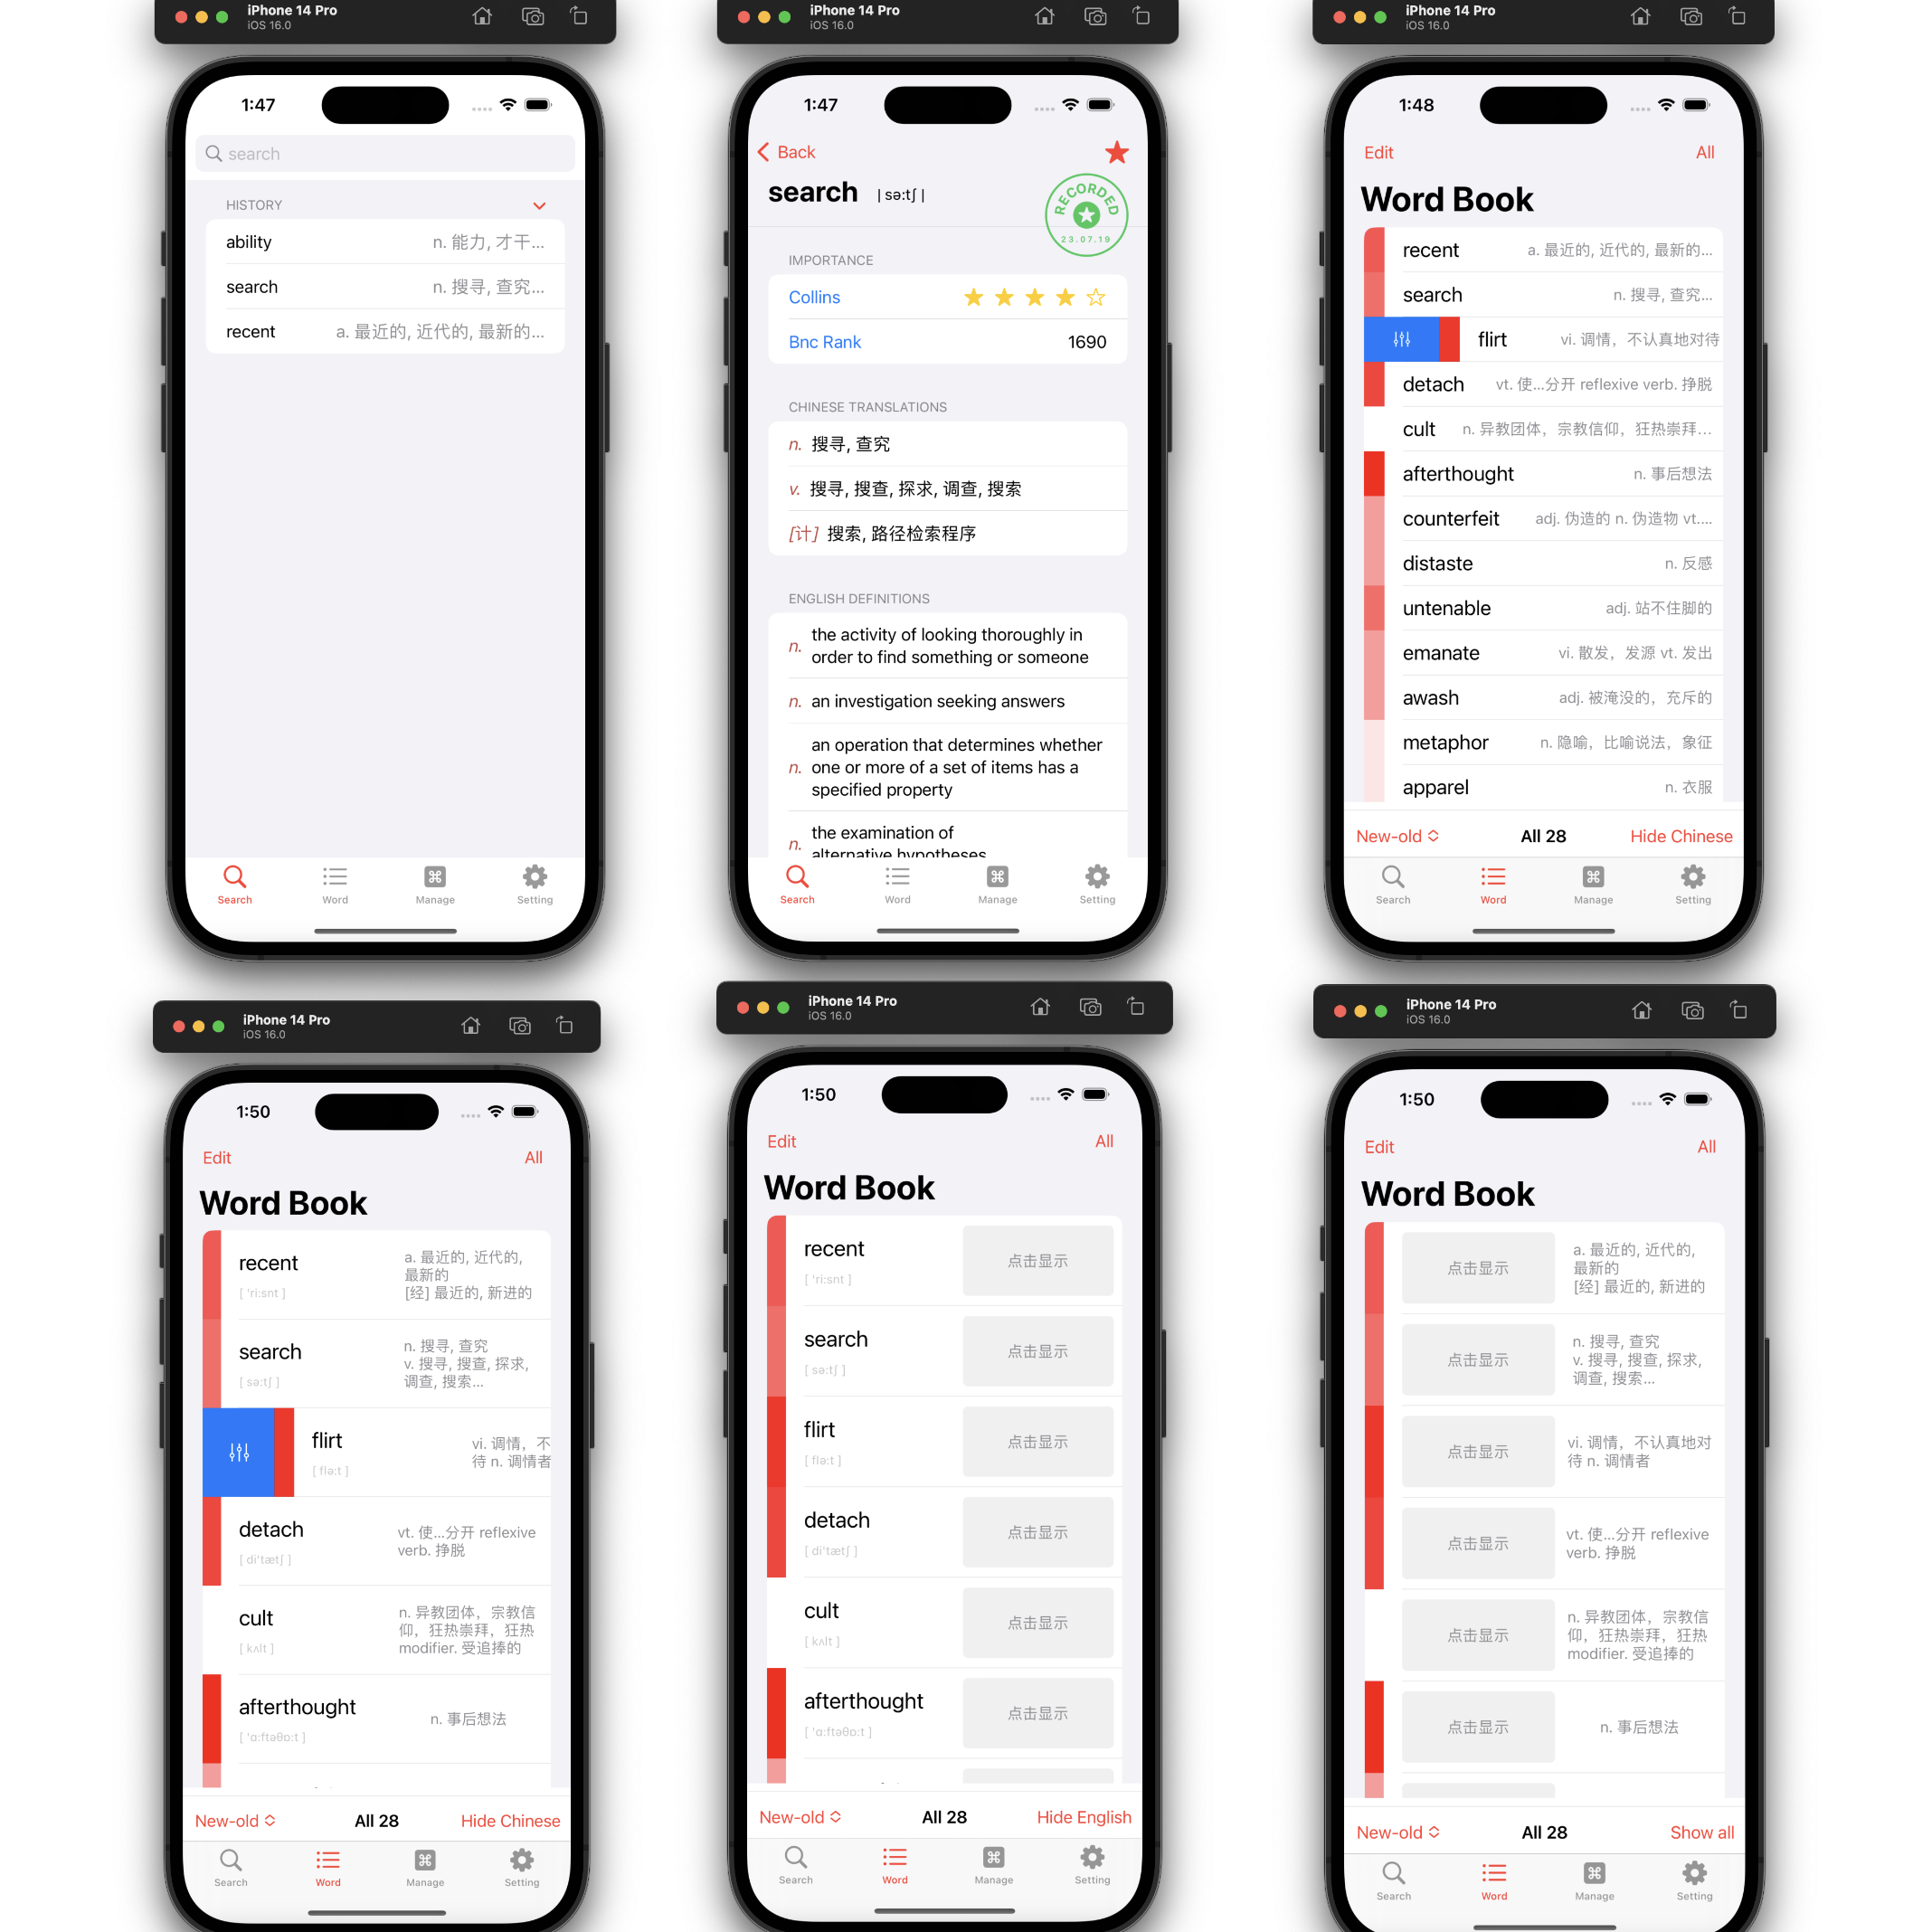 iPhone 14 Pro
iOS 16.0
1:47
search
HISTORY
ability n. 能力, 才干...
search n. 搜寻, 查究...
recent a. 最近的, 近代的, 最新的...
Search Word Manage Setting
iPhone 14 Pro
iOS 16.0
1:47
Back
search | sə:tʃ |
RECORDED
23.07.19
IMPORTANCE
Collins
Bnc Rank 1690
CHINESE TRANSLATIONS
n. 搜寻, 查究
v. 搜寻, 搜查, 探求, 调查, 搜索
[计] 搜索, 路径检索程序
ENGLISH DEFINITIONS
n. the activity of looking thoroughly in
order to find something or someone
n. an investigation seeking answers
an operation that determines whether
n. one or more of a set of items has a
specified property
n. the examination of
alternative hypotheses
Search Word Manage Setting
iPhone 14 Pro
iOS 16.0
1:48
Edit All
Word Book
recent a. 最近的, 近代的, 最新的...
search n. 搜寻, 查究...
flirt vi. 调情，不认真地对待
detach vt. 使...分开 reflexive verb. 挣脱
cult n. 异教团体，宗教信仰，狂热崇拜...
afterthought n. 事后想法
counterfeit adj. 伪造的 n. 伪造物 vt....
distaste n. 反感
untenable adj. 站不住脚的
emanate vi. 散发，发源 vt. 发出
awash adj. 被淹没的，充斥的
metaphor n. 隐喻，比喻说法，象征
apparel n. 衣服
New-old All 28 Hide Chinese
Search Word Manage Setting
iPhone 14 Pro
iOS 16.0
1:50
Edit All
Word Book
recent
[ 'ri:snt ]
a. 最近的, 近代的,
最新的
[经] 最近的, 新进的
search
[ sə:tʃ ]
n. 搜寻, 查究
v. 搜寻, 搜查, 探求,
调查, 搜索...
flirt
[ flə:t ]
vi. 调情，不
待 n. 调情者
detach
[ di'tætʃ ]
vt. 使...分开 reflexive
verb. 挣脱
cult
[ kʌlt ]
n. 异教团体，宗教信
仰，狂热崇拜，狂热
modifier. 受追捧的
afterthought
[ 'ɑ:ftəθɒ:t ]
n. 事后想法
New-old All 28 Hide Chinese
Search Word Manage Setting
iPhone 14 Pro
iOS 16.0
1:50
Edit All
Word Book
recent
[ 'ri:snt ]
点击显示
search
[ sə:tʃ ]
点击显示
flirt
[ flə:t ]
点击显示
detach
[ di'tætʃ ]
点击显示
cult
[ kʌlt ]
点击显示
afterthought
[ 'ɑ:ftəθɒ:t ]
点击显示
New-old All 28 Hide English
Search Word Manage Setting
iPhone 14 Pro
iOS 16.0
1:50
Edit All
Word Book
点击显示
a. 最近的, 近代的,
最新的
[经] 最近的, 新进的
点击显示
n. 搜寻, 查究
v. 搜寻, 搜查, 探求,
调查, 搜索...
点击显示
vi. 调情，不认真地对
待 n. 调情者
点击显示
vt. 使...分开 reflexive
verb. 挣脱
点击显示
n. 异教团体，宗教信
仰，狂热崇拜，狂热
modifier. 受追捧的
点击显示
n. 事后想法
New-old All 28 Show all
Search Word Manage Setting